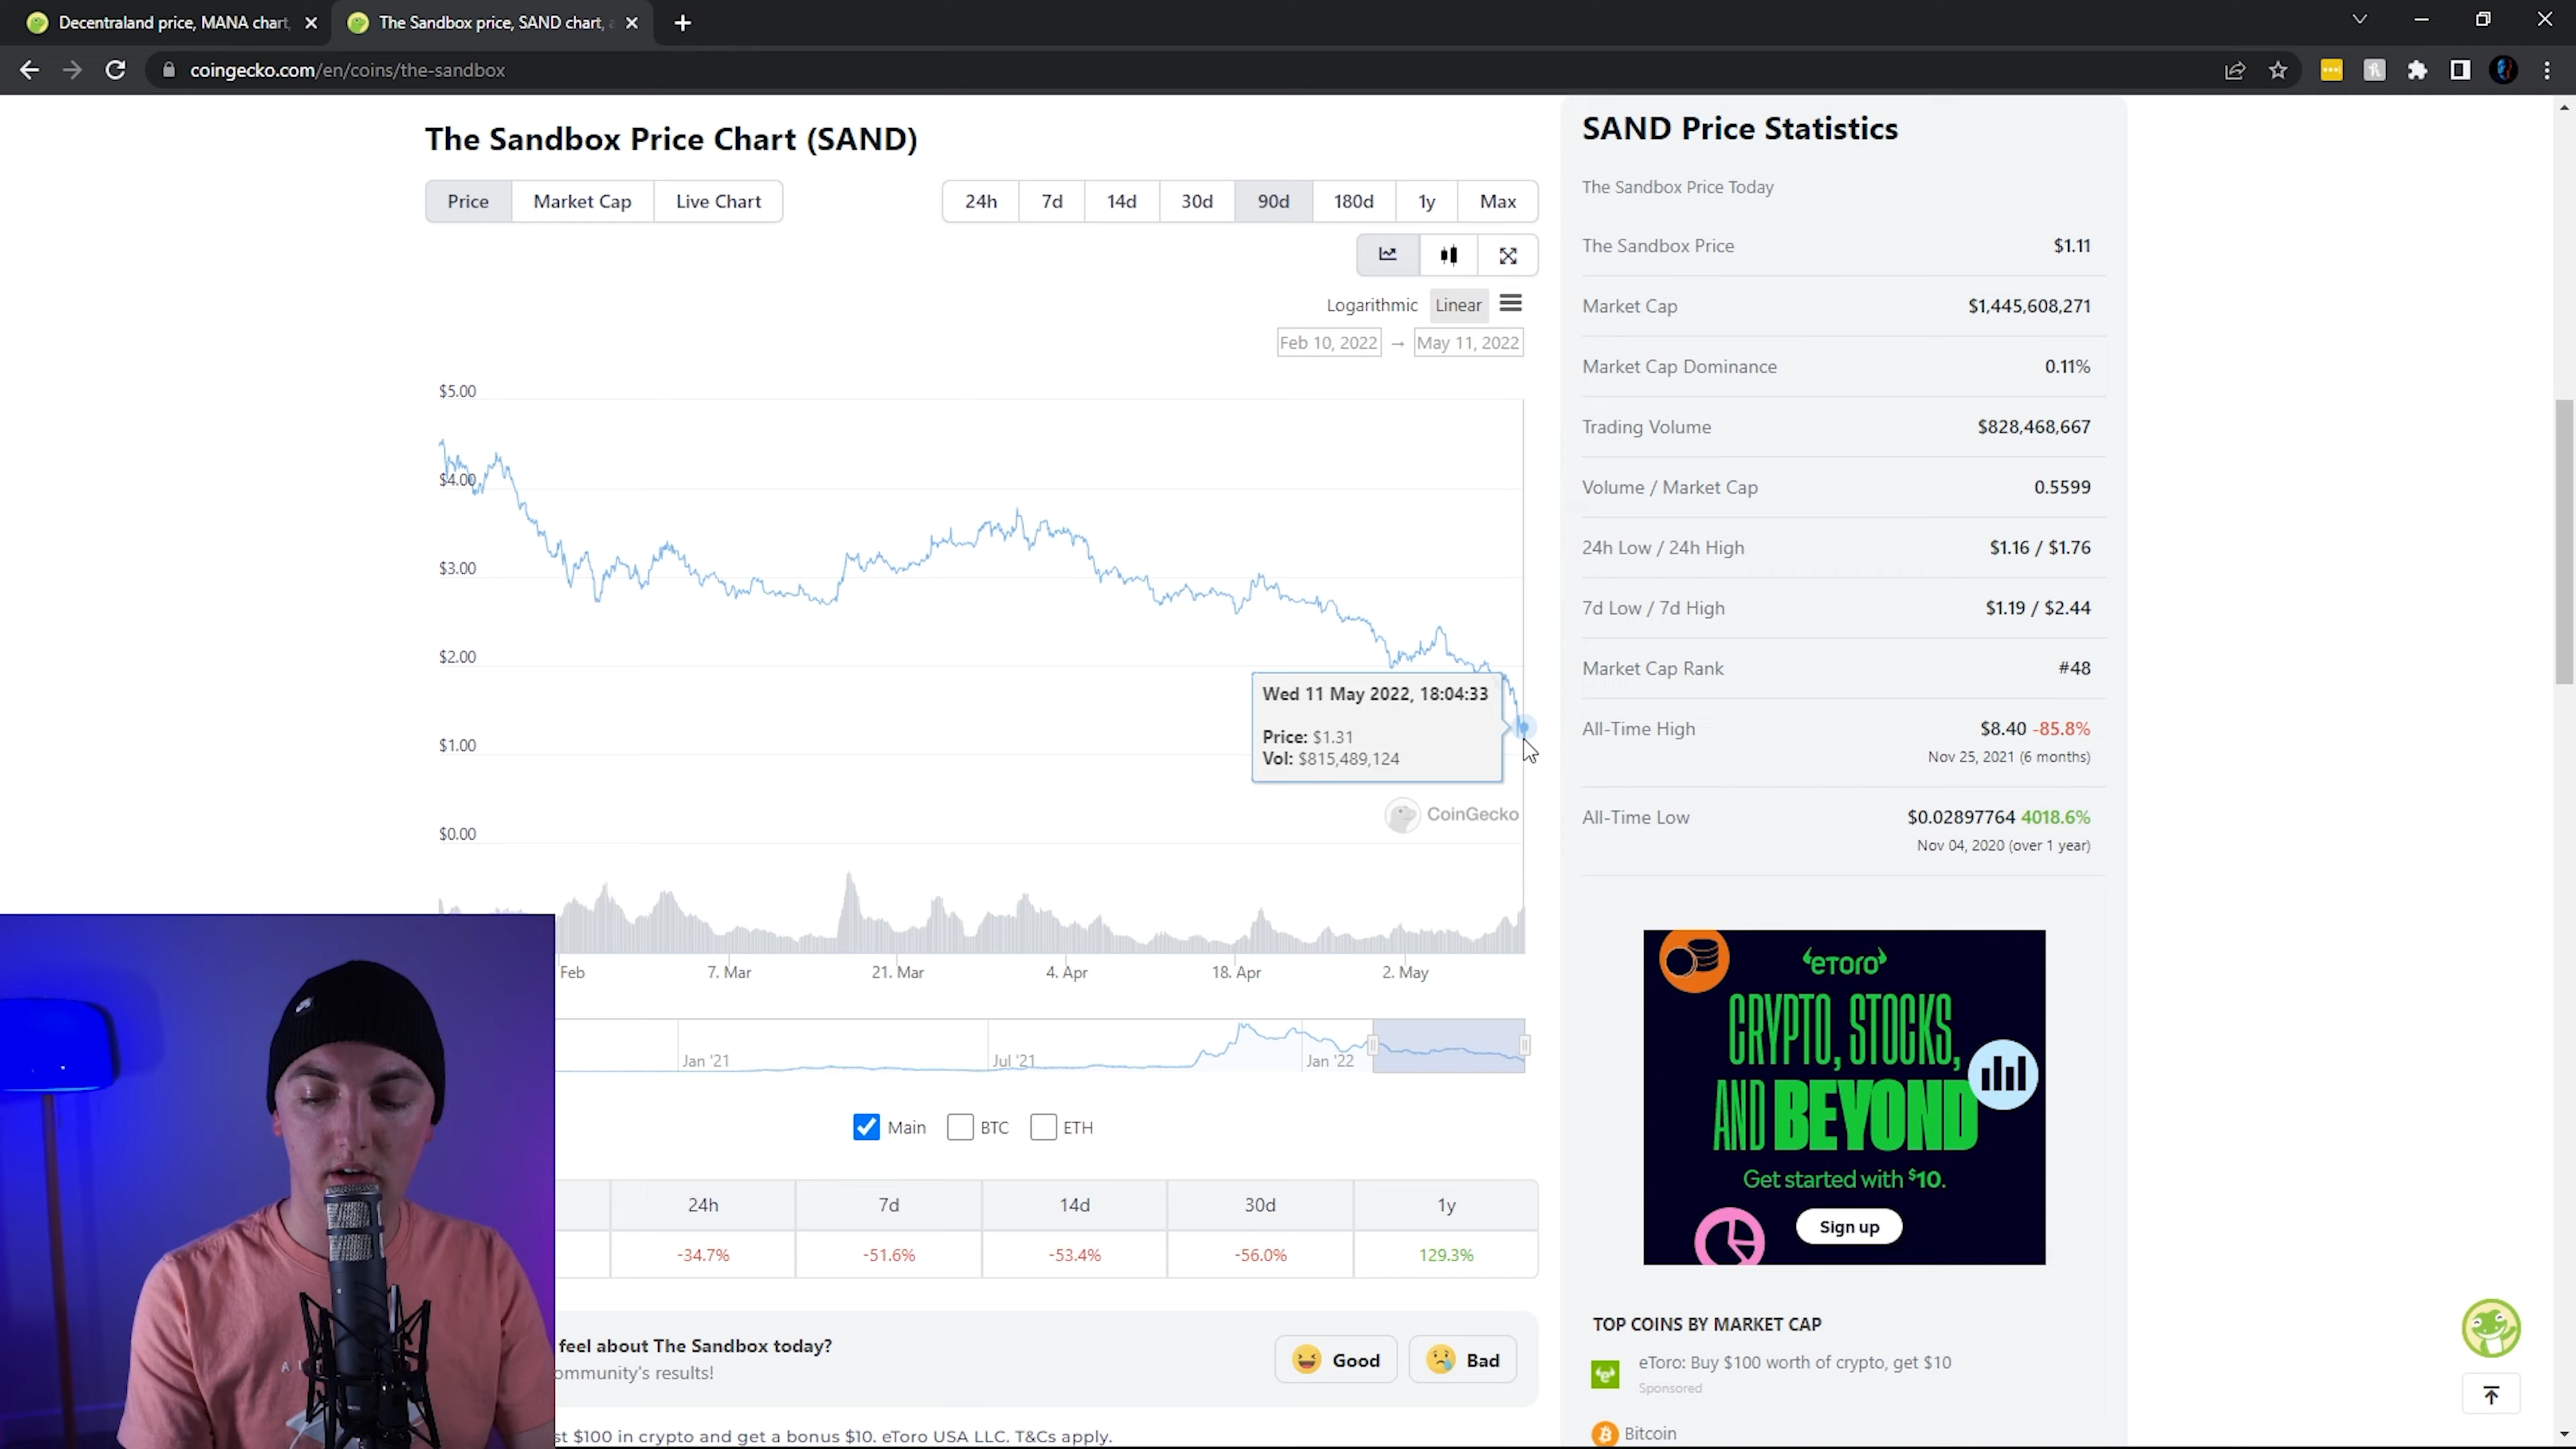 Decentraland price, MANA chart,
The Sandbox price, SAND chart, a
coingecko.com/en/coins/the-sandbox
The Sandbox Price Chart (SAND)
Price Market Cap Live Chart
24h 7d 14d 30d 90d 180d 1y Max
Logarithmic Linear
Feb 10, 2022 → May 11, 2022
$5.00
$4.00
$3.00
$2.00
$1.00
$0.00
Wed 11 May 2022, 18:04:33
Price: $1.31
Vol: $815,489,124
CoinGecko
Feb 7. Mar 21. Mar 4. Apr 18. Apr 2. May
Jan '21 Jul '21 Jan '22
Main BTC ETH
24h 7d 14d 30d 1y
-34.7% -51.6% -53.4% -56.0% 129.3%
feel about The Sandbox today?
ommunity's results!
Good Bad
st $100 in crypto and get a bonus $10. eToro USA LLC. T&Cs apply.
SAND Price Statistics
The Sandbox Price Today
The Sandbox Price $1.11
Market Cap $1,445,608,271
Market Cap Dominance 0.11%
Trading Volume $828,468,667
Volume / Market Cap 0.5599
24h Low / 24h High $1.16 / $1.76
7d Low / 7d High $1.19 / $2.44
Market Cap Rank #48
All-Time High $8.40 -85.8%
Nov 25, 2021 (6 months)
All-Time Low $0.02897764 4018.6%
Nov 04, 2020 (over 1 year)
eTORO
CRYPTO, STOCKS,
AND BEYOND
Get started with $10.
Sign up
TOP COINS BY MARKET CAP
eToro: Buy $100 worth of crypto, get $10
Sponsored
Bitcoin